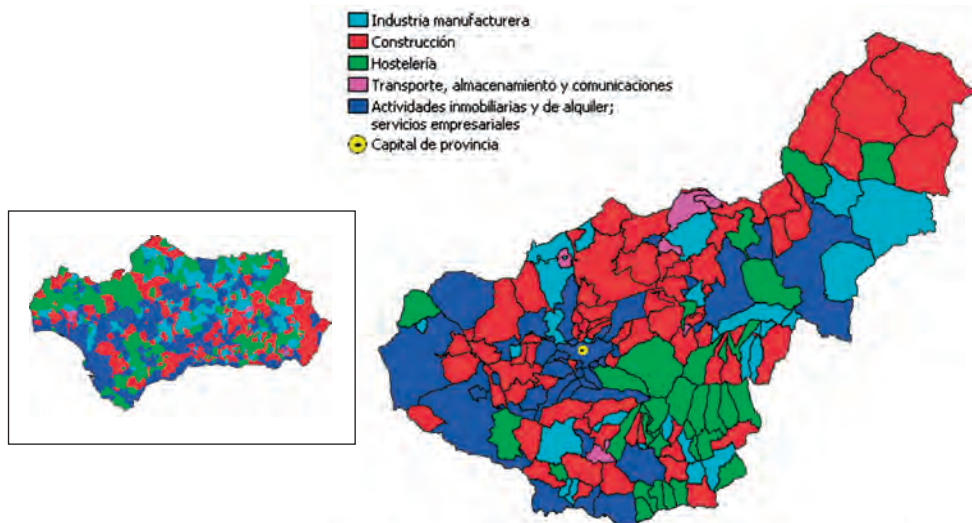 Industria manufacturera
Construcción
Hostelería
Transporte, almacenamiento y comunicaciones
Actividades inmobiliarias y de alquiler;
servicios empresariales
Capital de provincia